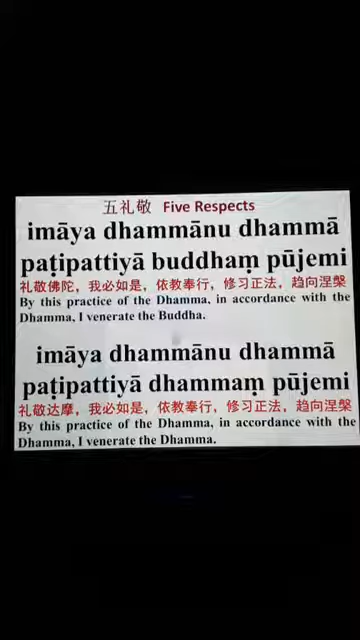 五礼敬 Five Respects
imāya dhammānu dhammā
paṭipattiyā buddhaṃ pūjemi
礼敬佛陀，我必如是，依教奉行，修习正法，趋向涅槃
By this practice of the Dhamma, in accordance with the
Dhamma, I venerate the Buddha.
imāya dhammānu dhammā
paṭipattiyā dhammaṃ pūjemi
礼敬达摩，我必如是，依教奉行，修习正法，趋向涅槃
By this practice of the Dhamma, in accordance with the
Dhamma, I venerate the Dhamma.